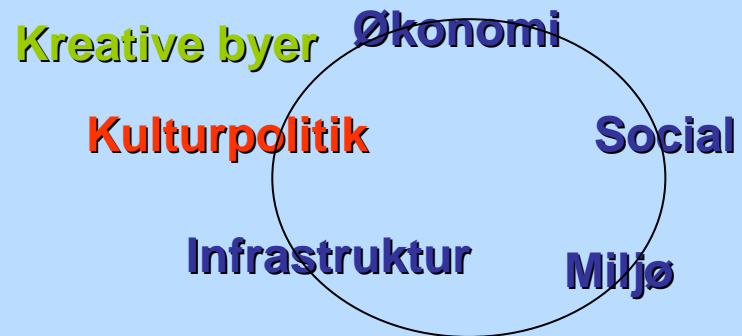 Kreative byer
Økonomi
Kulturpolitik
Social
Infrastruktur
Miljø